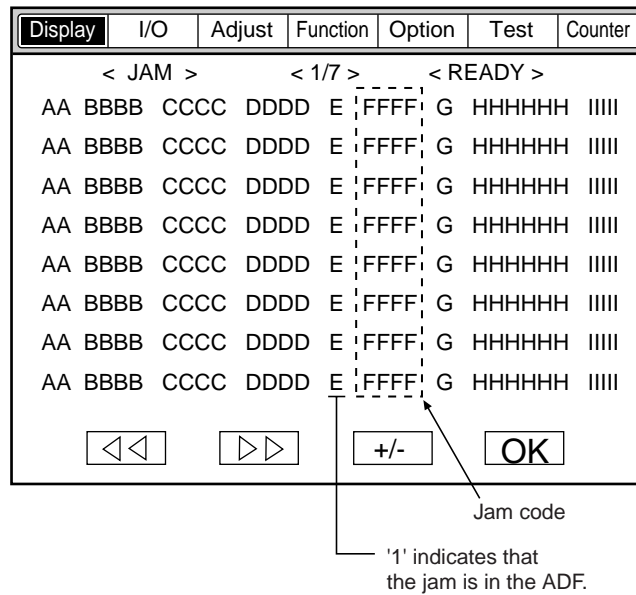 Display I/O Adjust Function Option Test Counter
< JAM > < 1/7 > < READY >
AA BBBB CCCC DDDD E FFFF G HHHHHH IIIII
AA BBBB CCCC DDDD E FFFF G HHHHHH IIIII
AA BBBB CCCC DDDD E FFFF G HHHHHH IIIII
AA BBBB CCCC DDDD E FFFF G HHHHHH IIIII
AA BBBB CCCC DDDD E FFFF G HHHHHH IIIII
AA BBBB CCCC DDDD E FFFF G HHHHHH IIIII
AA BBBB CCCC DDDD E FFFF G HHHHHH IIIII
AA BBBB CCCC DDDD E FFFF G HHHHHH IIIII
+/- OK
Jam code
'1' indicates that
the jam is in the ADF.